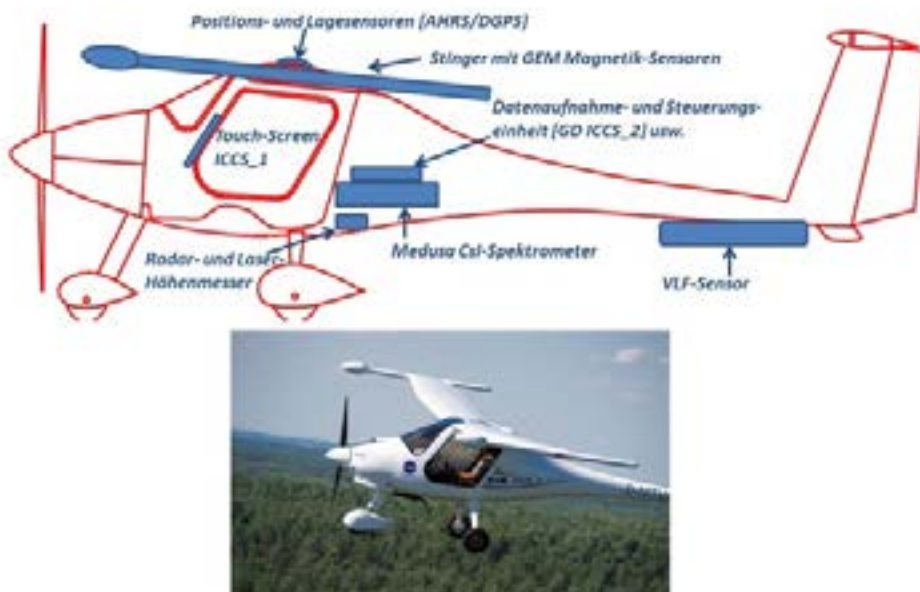 Positions- und Lagesensoren (AHRS/DGPS)
Stinger mit GEM Magnetik-Sensoren
Datenaufnahme- und Steuerungs-
einheit (GD ICCS_2) usw.
Touch-Screen
ICCS_1
Medusa CsI-Spektrometer
Radar- und Laser-
Höhenmesser
VLF-Sensor